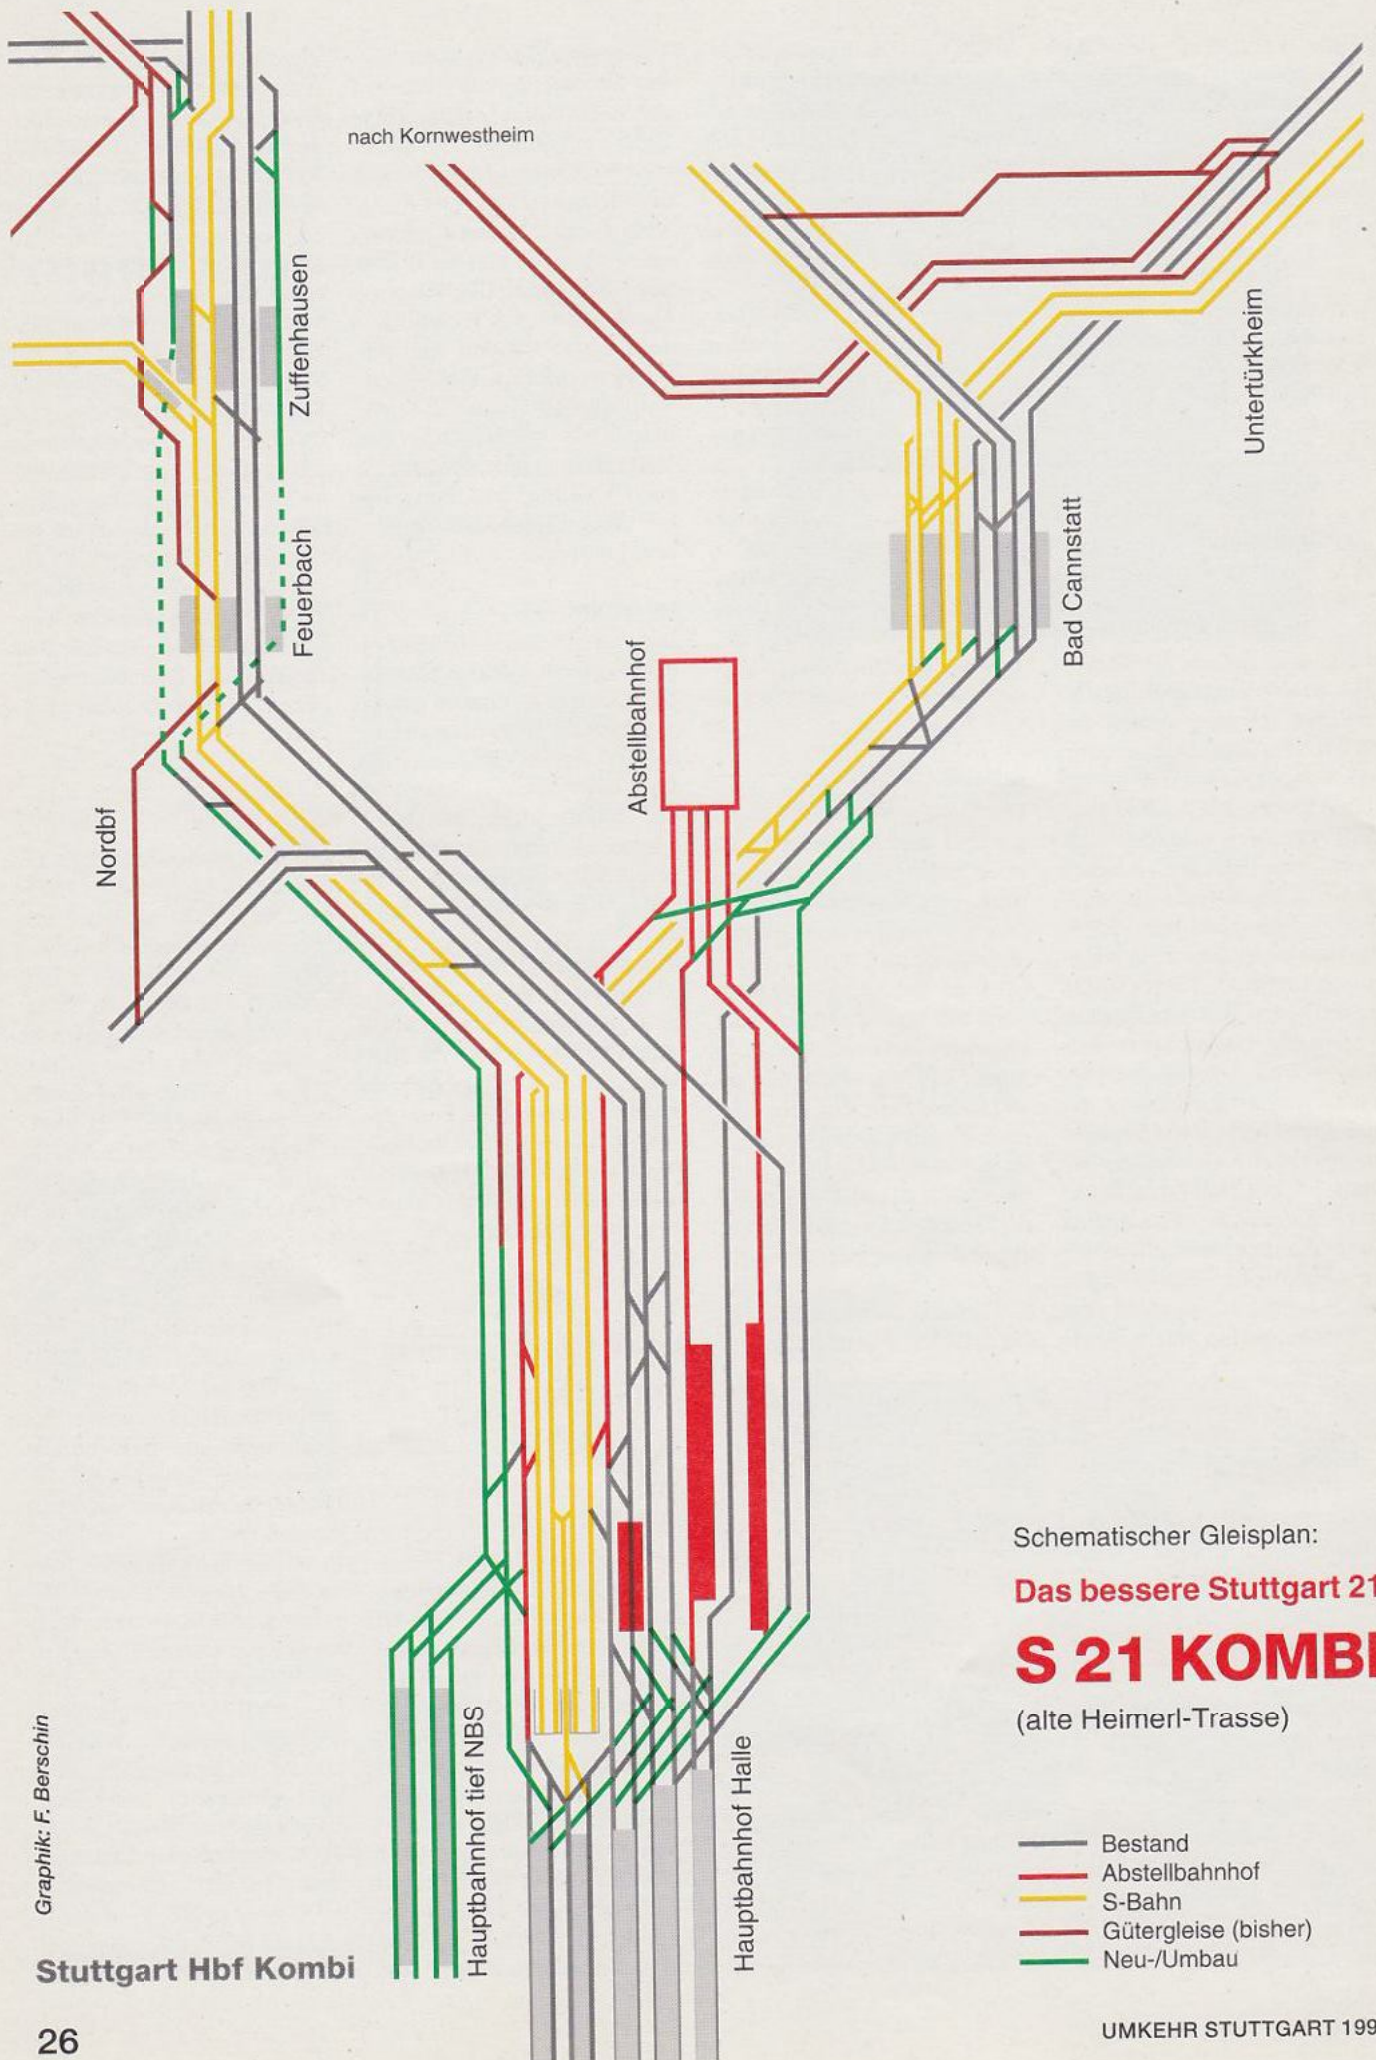 nach Kornwestheim
Zuffenhausen
Untertürkheim
Feuerbach
Bad Cannstatt
Abstellbahnhof
Nordbf
Schematischer Gleisplan:
Das bessere Stuttgart 21
S 21 KOMBI
(alte Heimerl-Trasse)
Graphik: F. Berschin
Hauptbahnhof tief NBS
Hauptbahnhof Halle
Bestand
Abstellbahnhof
S-Bahn
Gütergleise (bisher)
Neu-/Umbau
Stuttgart Hbf Kombi
26
UMKEHR STUTTGART 199